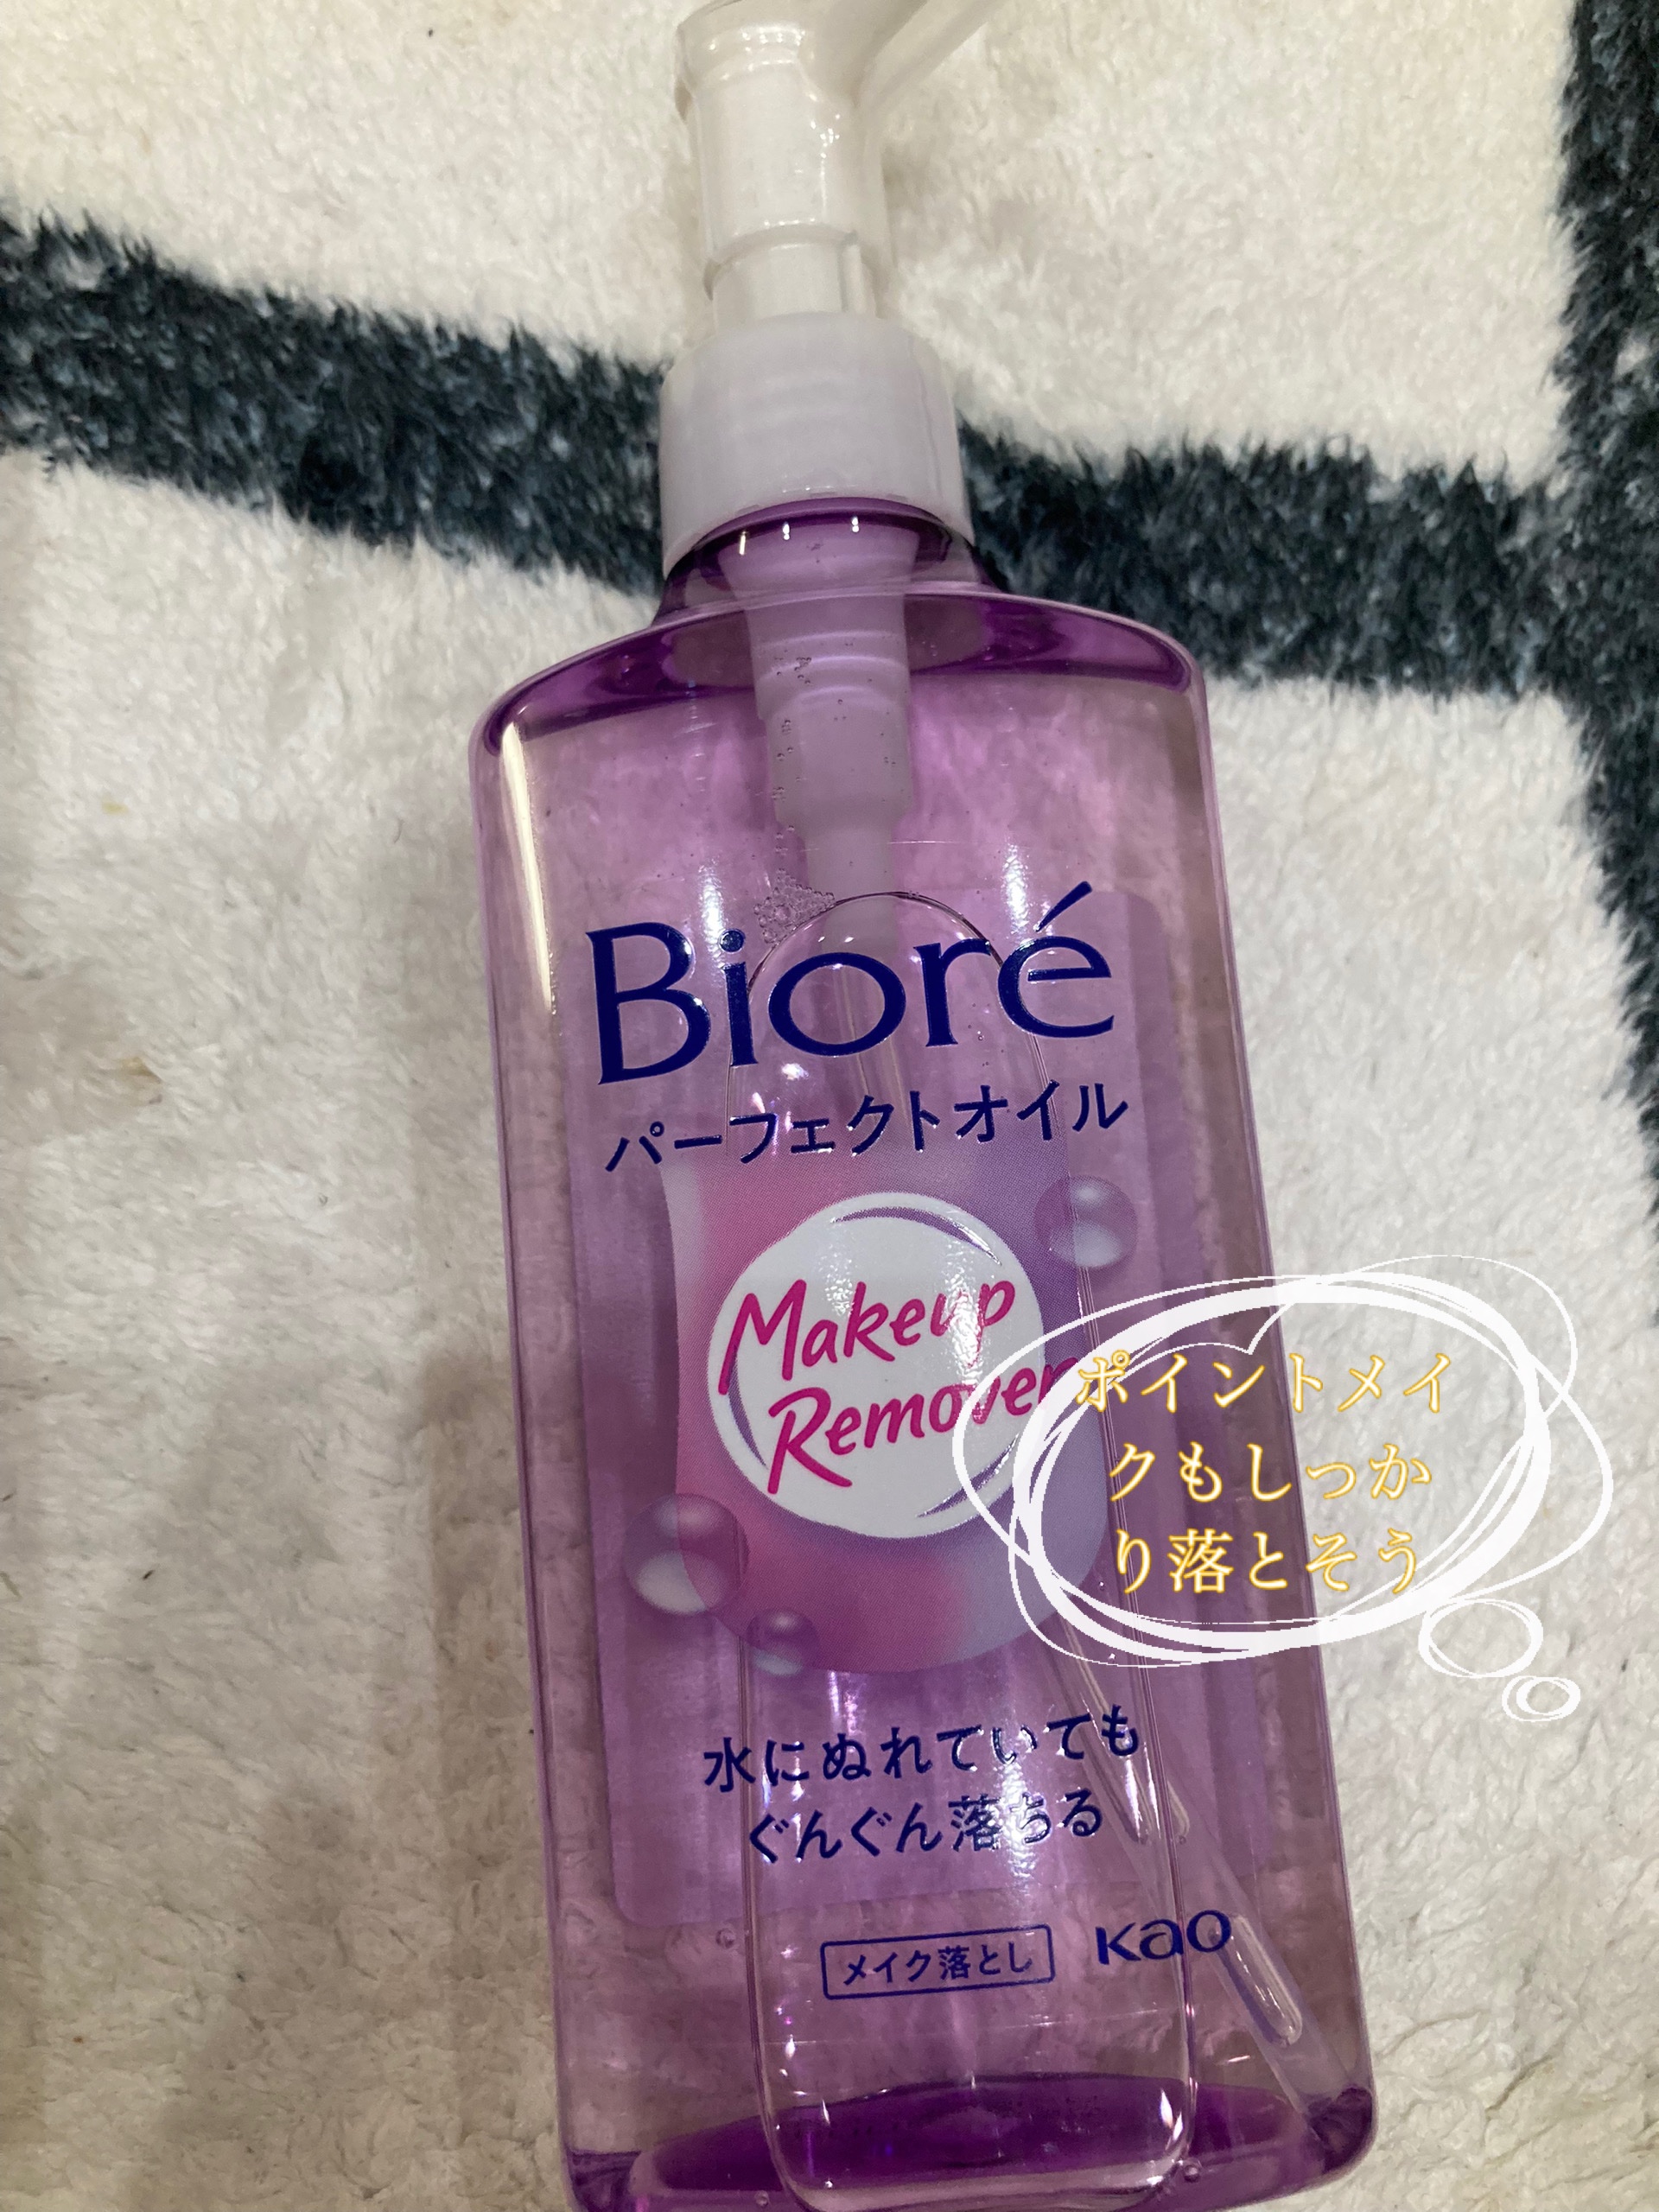 Bioré
パーフェクトオイル
Makeup
Remover
ポイントメイ
クもしっか
り落とそう
水にぬれていても
ぐんぐん落ちる
メイク落とし
Kao